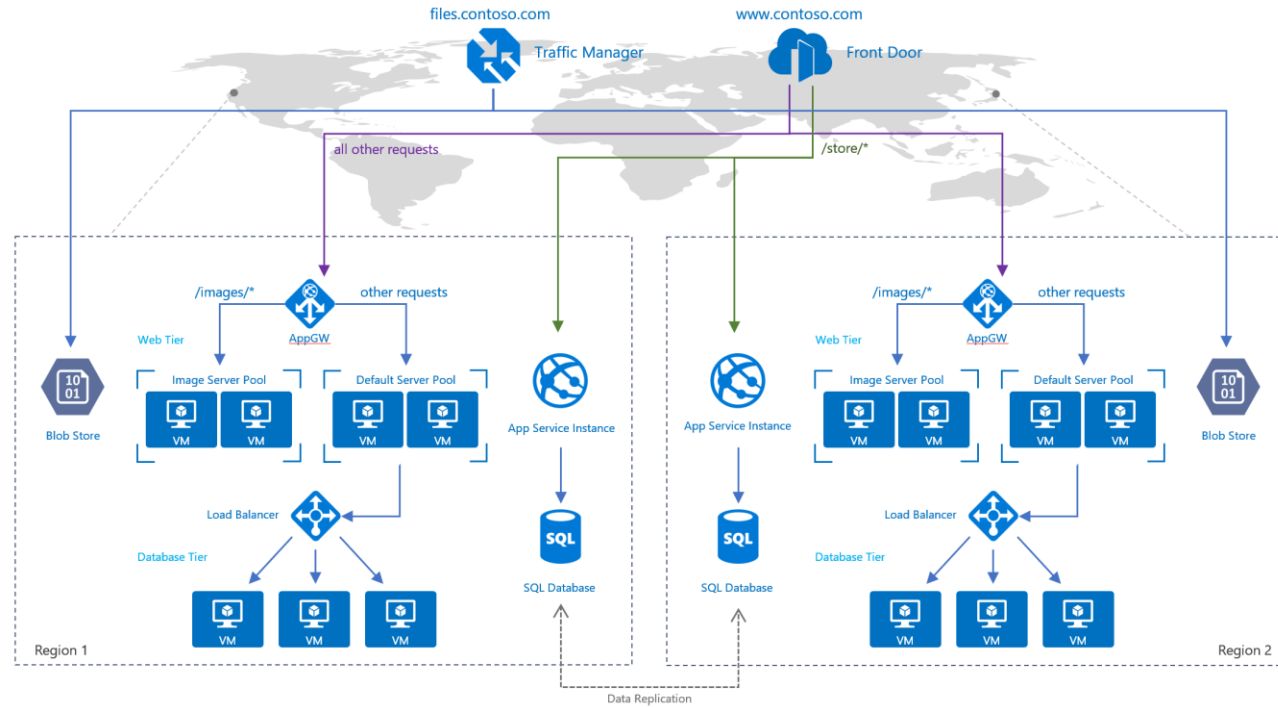 files.contoso.com
www.contoso.com
Traffic Manager
Front Door
all other requests
/store/*
/images/*
other requests
AppGW
Web Tier
Image Server Pool
Default Server Pool
10
01
VM
VM
VM
VM
Blob Store
App Service Instance
Load Balancer
SQL
Database Tier
SQL Database
VM
VM
VM
Region 1
/images/*
other requests
AppGW
Web Tier
Image Server Pool
Default Server Pool
10
01
VM
VM
VM
VM
App Service Instance
Blob Store
Load Balancer
SQL
Database Tier
SQL Database
VM
VM
VM
Region 2
Data Replication